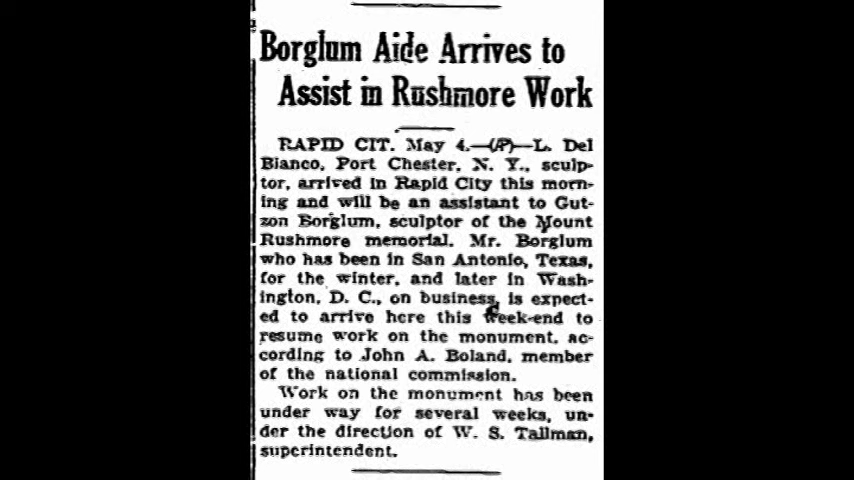 Borglum Aide Arrives to
Assist in Rushmore Work
RAPID CIT. May 4.—(AP)—L. Del
Bianco, Port Chester, N. Y., sculp-
tor, arrived in Rapid City this morn-
ing and will be an assistant to Gut-
zon Borglum, sculptor of the Mount
Rushmore memorial. Mr. Borglum
who has been in San Antonio, Texas,
for the winter, and later in Wash-
ington, D. C., on business, is expect-
ed to arrive here this week-end to
resume work on the monument, ac-
cording to John A. Boland, member
of the national commission.
Work on the monument has been
under way for several weeks, un-
der the direction of W. S. Tallman,
superintendent.